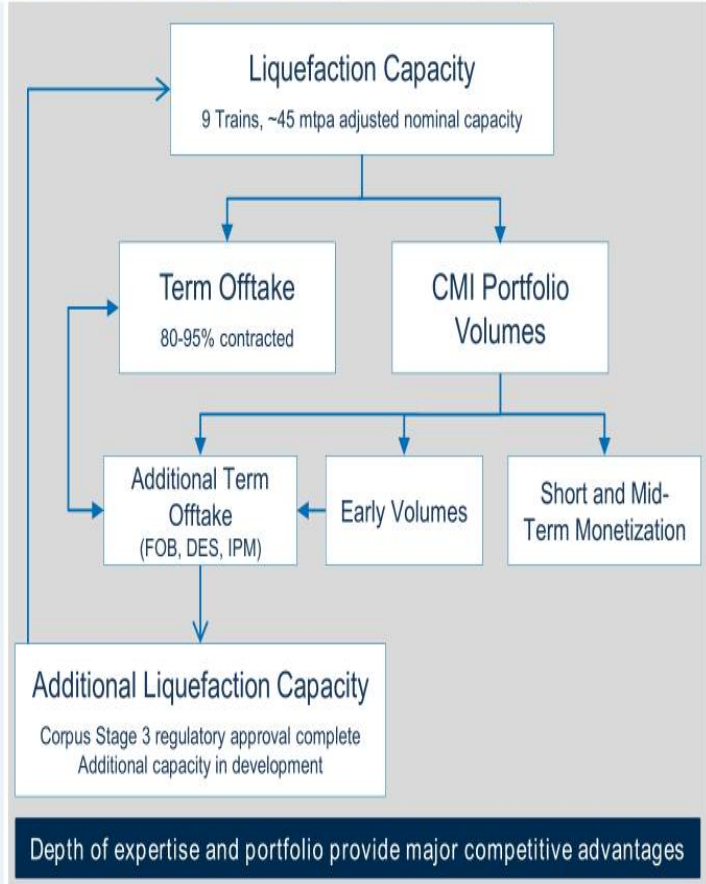 Liquefaction Capacity
9 Trains, ~45 mtpa adjusted nominal capacity
Term Offtake
80-95% contracted
CMI Portfolio
Volumes
Additional Term
Offtake
(FOB, DES, IPM)
Early Volumes
Short and Mid-
Term Monetization
Additional Liquefaction Capacity
Corpus Stage 3 regulatory approval complete
Additional capacity in development
Depth of expertise and portfolio provide major competitive advantages